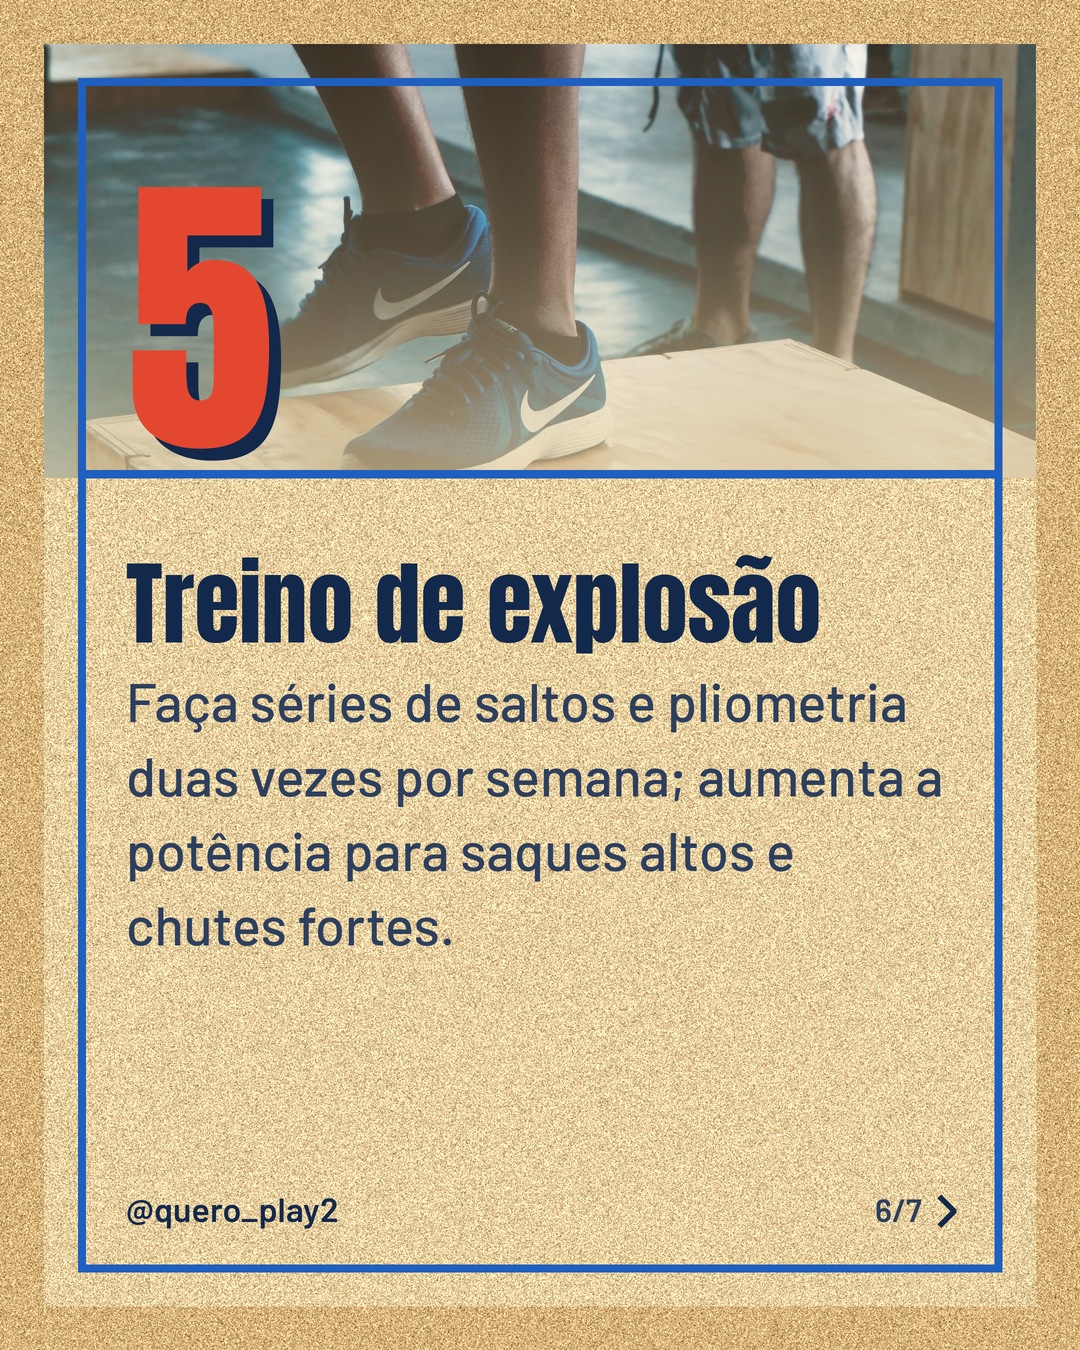 5
Treino de explosão
Faça séries de saltos e pliometria
duas vezes por semana; aumenta a
potência para saques altos e
chutes fortes.
@quero_play2
6/7